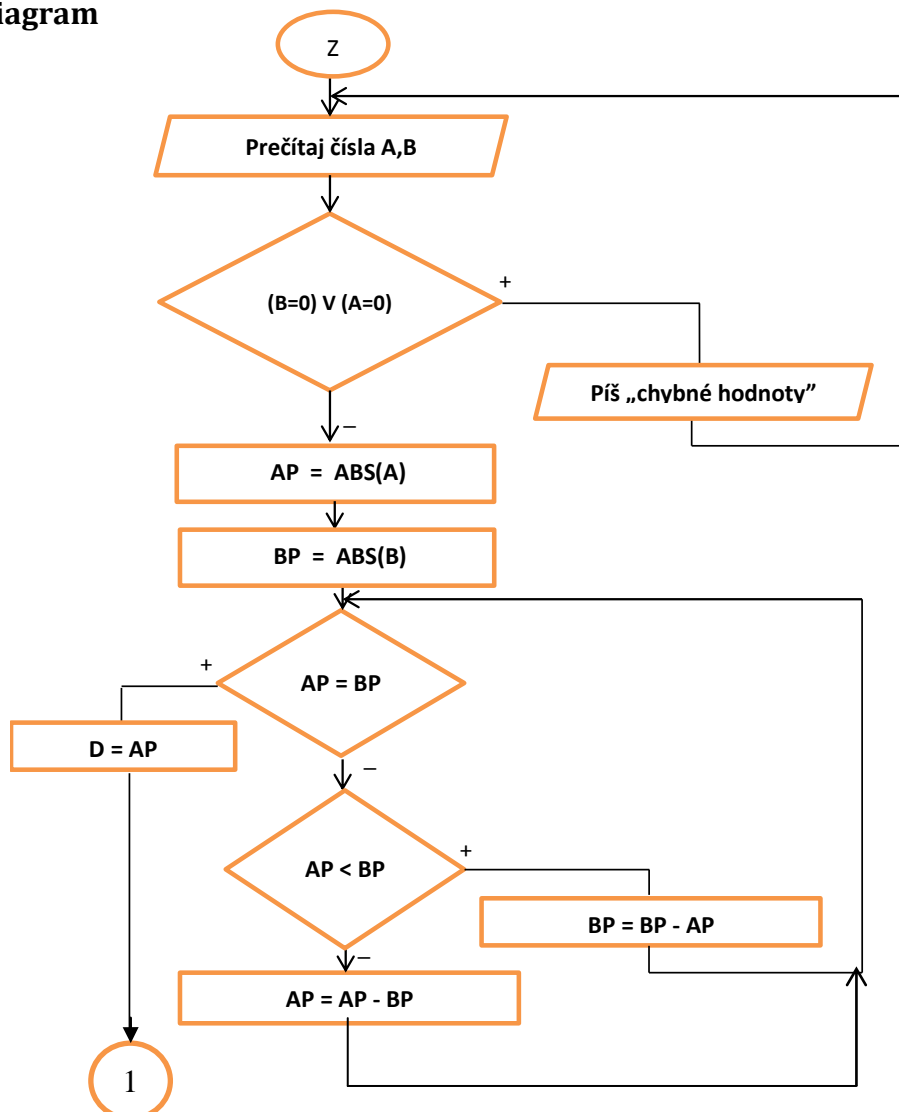 iagram
Z
Prečítaj čísla A,B
(B=0) V (A=0)
+
Píš „chybné hodnoty”
–
AP = ABS(A)
BP = ABS(B)
+
AP = BP
D = AP
–
AP < BP
+
BP = BP - AP
–
AP = AP - BP
1